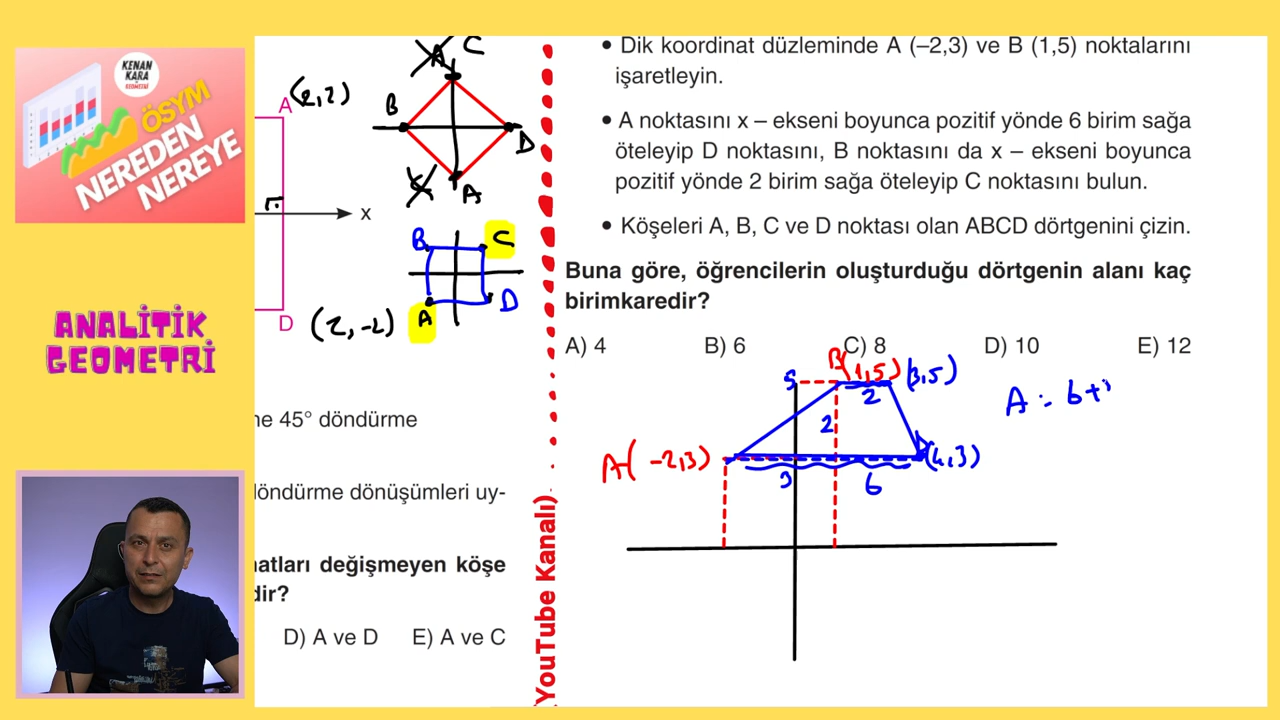 KENAN
KARA
GEOMETRİ
ÖSYM
NEREDEN
NEREYE
ANALİTİK
GEOMETRİ
A (2,2)
x
D (2,-2)
A C
B
D
A
B C
A D
ne 45° döndürme
döndürme dönüşümleri uy-
natları değişmeyen köşe
dir?
D) A ve D E) A ve C
YouTube Kanalı)
• Dik koordinat düzleminde A (–2,3) ve B (1,5) noktalarını
işaretleyin.
• A noktasını x – ekseni boyunca pozitif yönde 6 birim sağa
öteleyip D noktasını, B noktasını da x – ekseni boyunca
pozitif yönde 2 birim sağa öteleyip C noktasını bulun.
• Köşeleri A, B, C ve D noktası olan ABCD dörtgenini çizin.
Buna göre, öğrencilerin oluşturduğu dörtgenin alanı kaç
birimkaredir?
A) 4 B) 6 C) 8 D) 10 E) 12
5 B(1,5) (3,5)
2
A = 6+
2
A(-2,3) D(4,3)
3 6